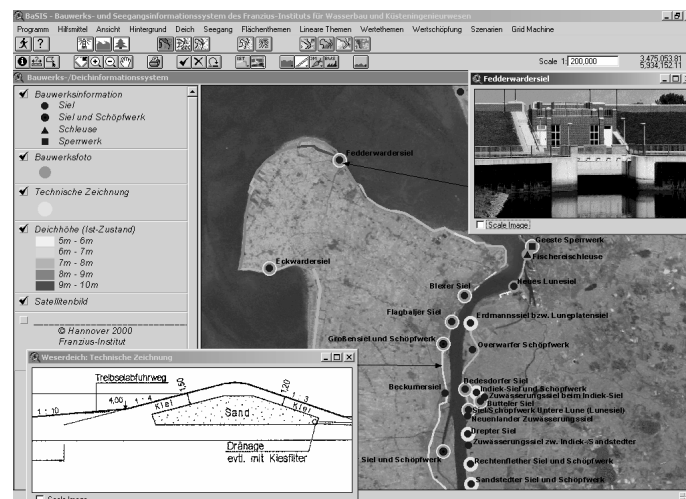 BaSIS - Bauwerks- und Seegangsinformationssystem des Franzius-Instituts für Wasserbau und Küsteningenieurwesen
Programm Hilfsmittel Ansicht Hintergrund Deich Seegang Flächenthemen Lineare Themen Wertethemen Wertschöpfung Szenarien Grid Machine
Scale 1: 200,000
3.475.053.81
5,934,152.11
Bauwerks-/Deichinformationssystem
Bauwerksinformation
Siel
Siel und Schöpfwerk
Schleuse
Sperrwerk
Bauwerksfoto
Technische Zeichnung
Deichhöhe (Ist-Zustand)
5m - 6m
6m - 7m
7m - 8m
8m - 9m
9m - 10m
Satellitenbild
© Hannover 2000
Franzius-Institut
Fedderwardersiel
Scale Image
Fedderwardersiel
Eckwardersiel
Geeste Sperrwerk
Fischereischleuse
Neues Lunesiel
Blexer Siel
Flagbaljer Siel
Erdmannssiel bzw. Luneplatensiel
Großensiel und Schöpfwerk
Overwarfer Schöpfwerk
Beckumersiel
Dedesdorfer Siel
Indiek-Siel und Schöpfwerk
Zuwässerungssiel beim Indiek-Siel
Butteler Siel
Siel/Schöpfwerk Untere Lune (Lunesiel)
Neuenlander Zuwässerungssiel
Drepter Siel
Zuwässerungssiel zw. Indiek-/Sandstedter
Siel und Schöpfwerk
Rechtenflether Siel und Schöpfwerk
Sandstedter Siel und Schöpfwerk
Weserdeich: Technische Zeichnung
Treibselabfuhrweg
1 : 10
4,00
1 - 4
1,50
Klei
Sand
1,20
1 - 3
Klei
Dränage
evtl. mit Kiesfilter
Scale Image